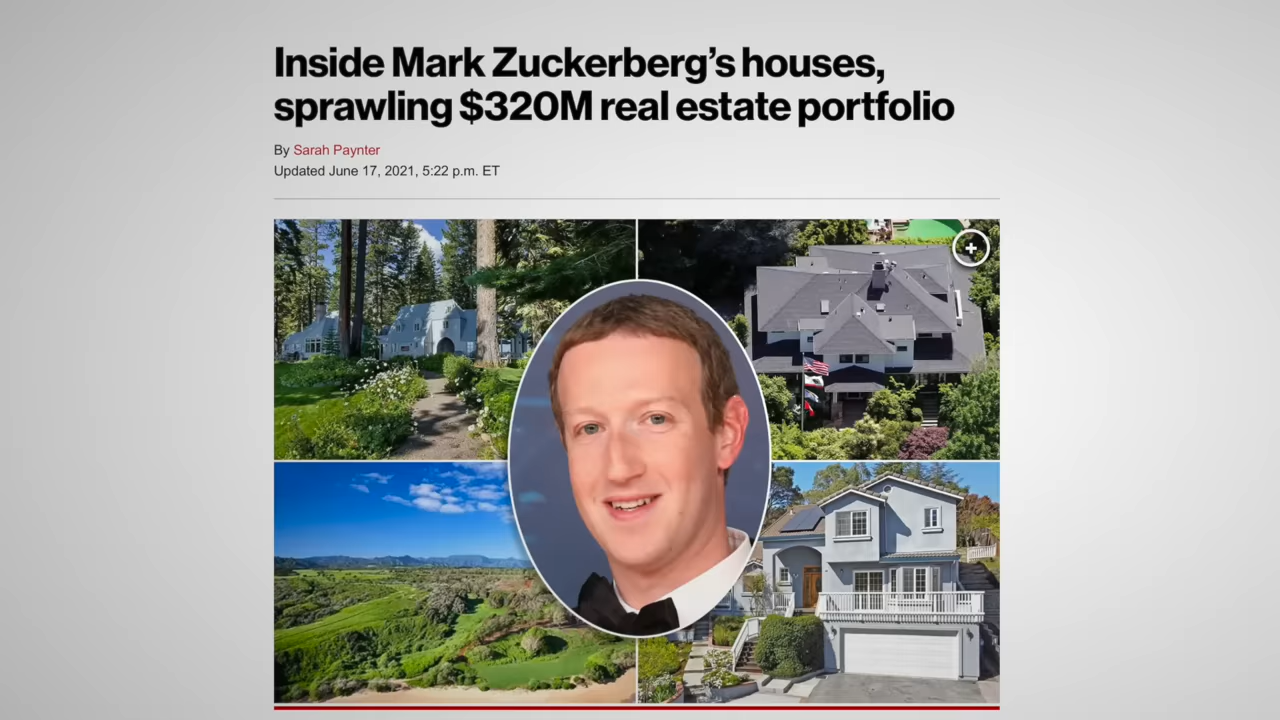 Inside Mark Zuckerberg’s houses,
sprawling $320M real estate portfolio
By Sarah Paynter
Updated June 17, 2021, 5:22 p.m. ET